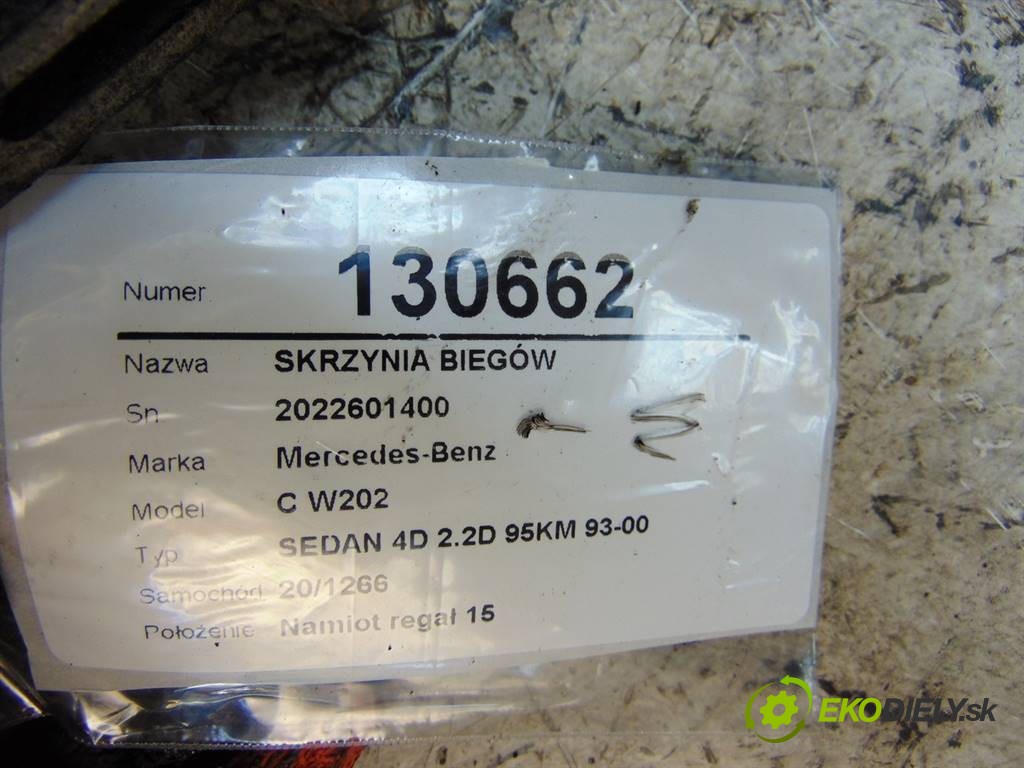 Numer 130662
Nazwa SKRZYNIA BIEGÓW
Sn 2022601400
Marka Mercedes-Benz
Model C W202
Typ SEDAN 4D 2.2D 95KM 93-00
Samochód 20/1266
Położenie Namiot regał 15
EKODIELY.sk